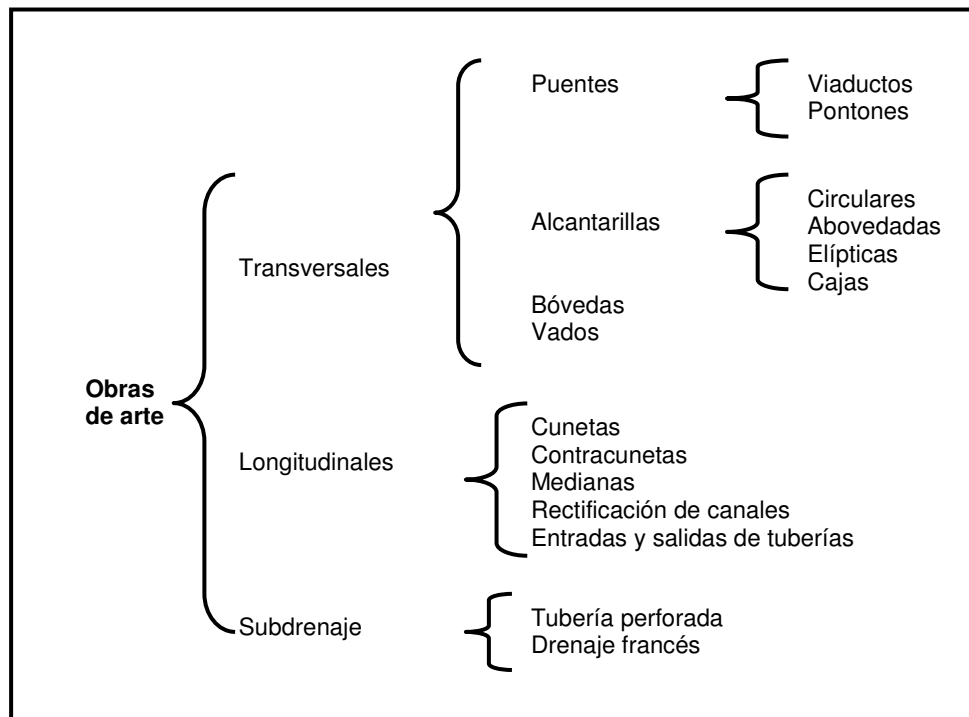 Obras
de arte
Transversales
Puentes
Viaductos
Pontones
Alcantarillas
Circulares
Abovedadas
Elípticas
Cajas
Bóvedas
Vados
Longitudinales
Cunetas
Contracunetas
Medianas
Rectificación de canales
Entradas y salidas de tuberías
Subdrenaje
Tubería perforada
Drenaje francés